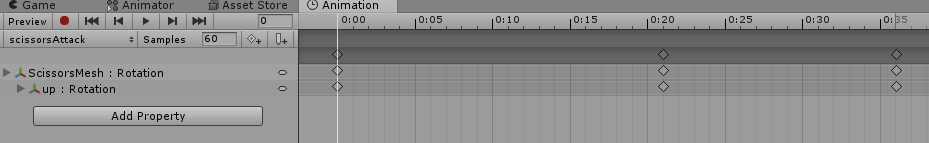 Game Animator Asset Store Animation
Preview 0 0:00 0:05 0:10 0:15 0:20 0:25 0:30 0:35
scissorsAttack Samples 60
ScissorsMesh : Rotation
up : Rotation
Add Property